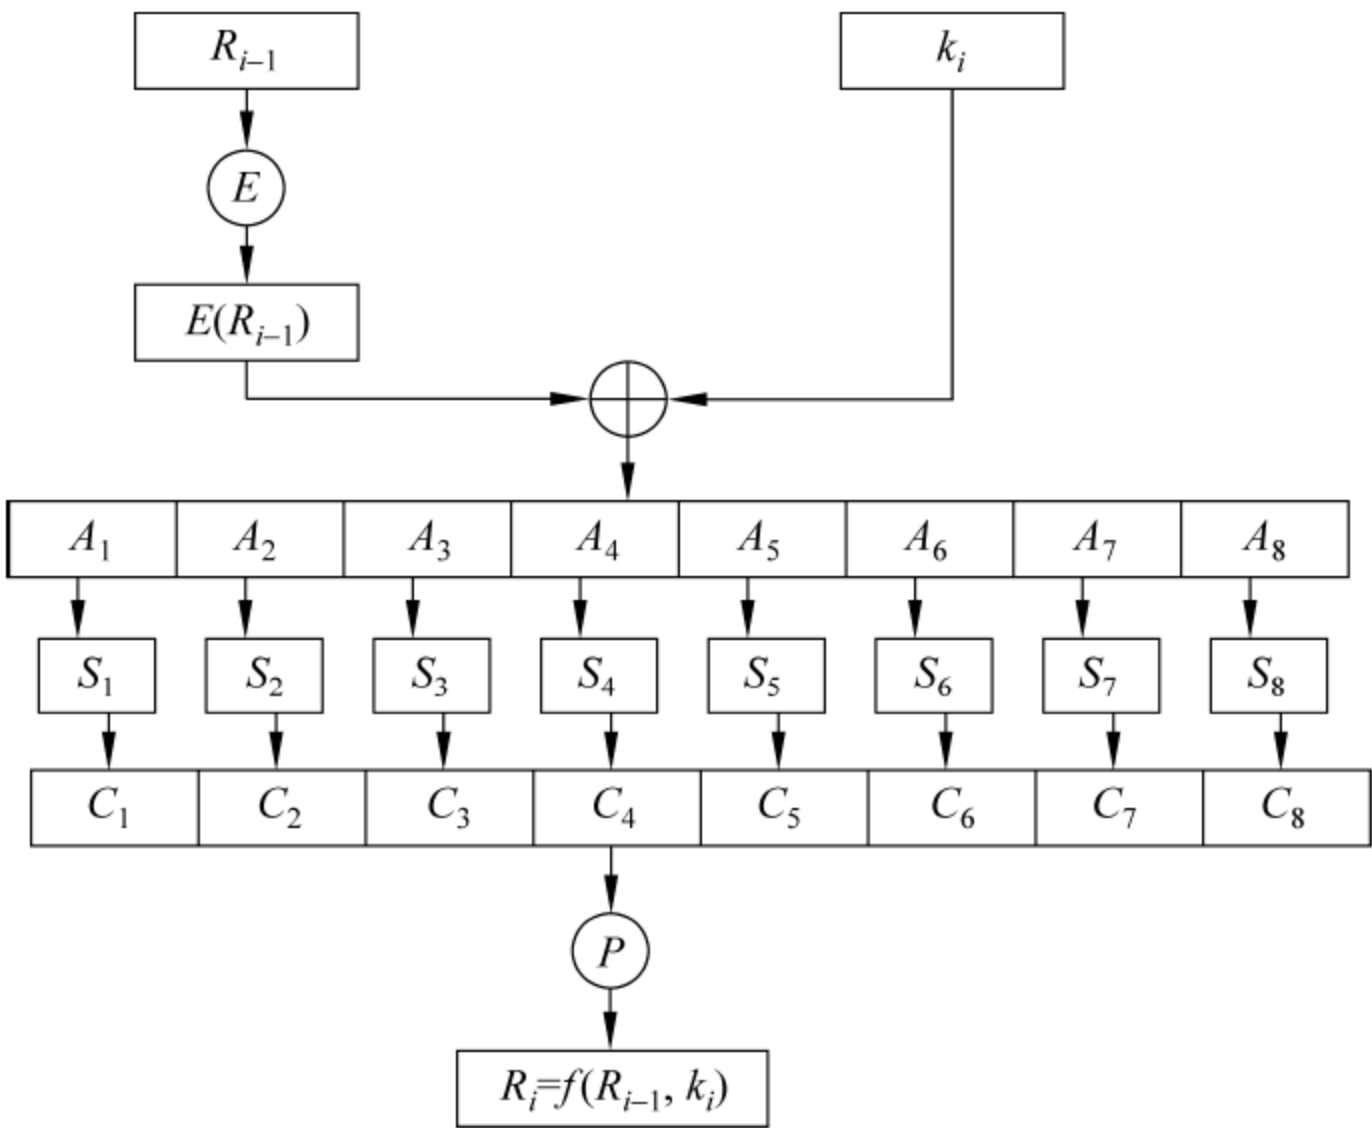 R_{i–1} k_i
E
E(R_{i–1})
A_1 A_2 A_3 A_4 A_5 A_6 A_7 A_8
S_1 S_2 S_3 S_4 S_5 S_6 S_7 S_8
C_1 C_2 C_3 C_4 C_5 C_6 C_7 C_8
P
R_i=f(R_{i–1}, k_i)